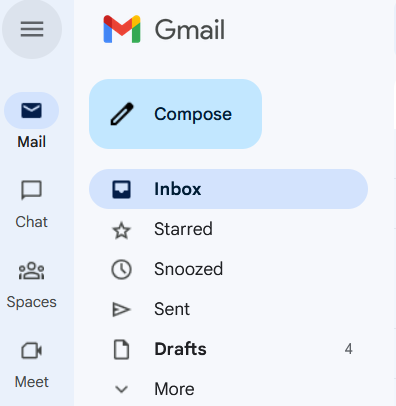 Gmail
Compose
Mail
Inbox
Chat
Starred
Snoozed
Spaces
Sent
Drafts 4
Meet
More